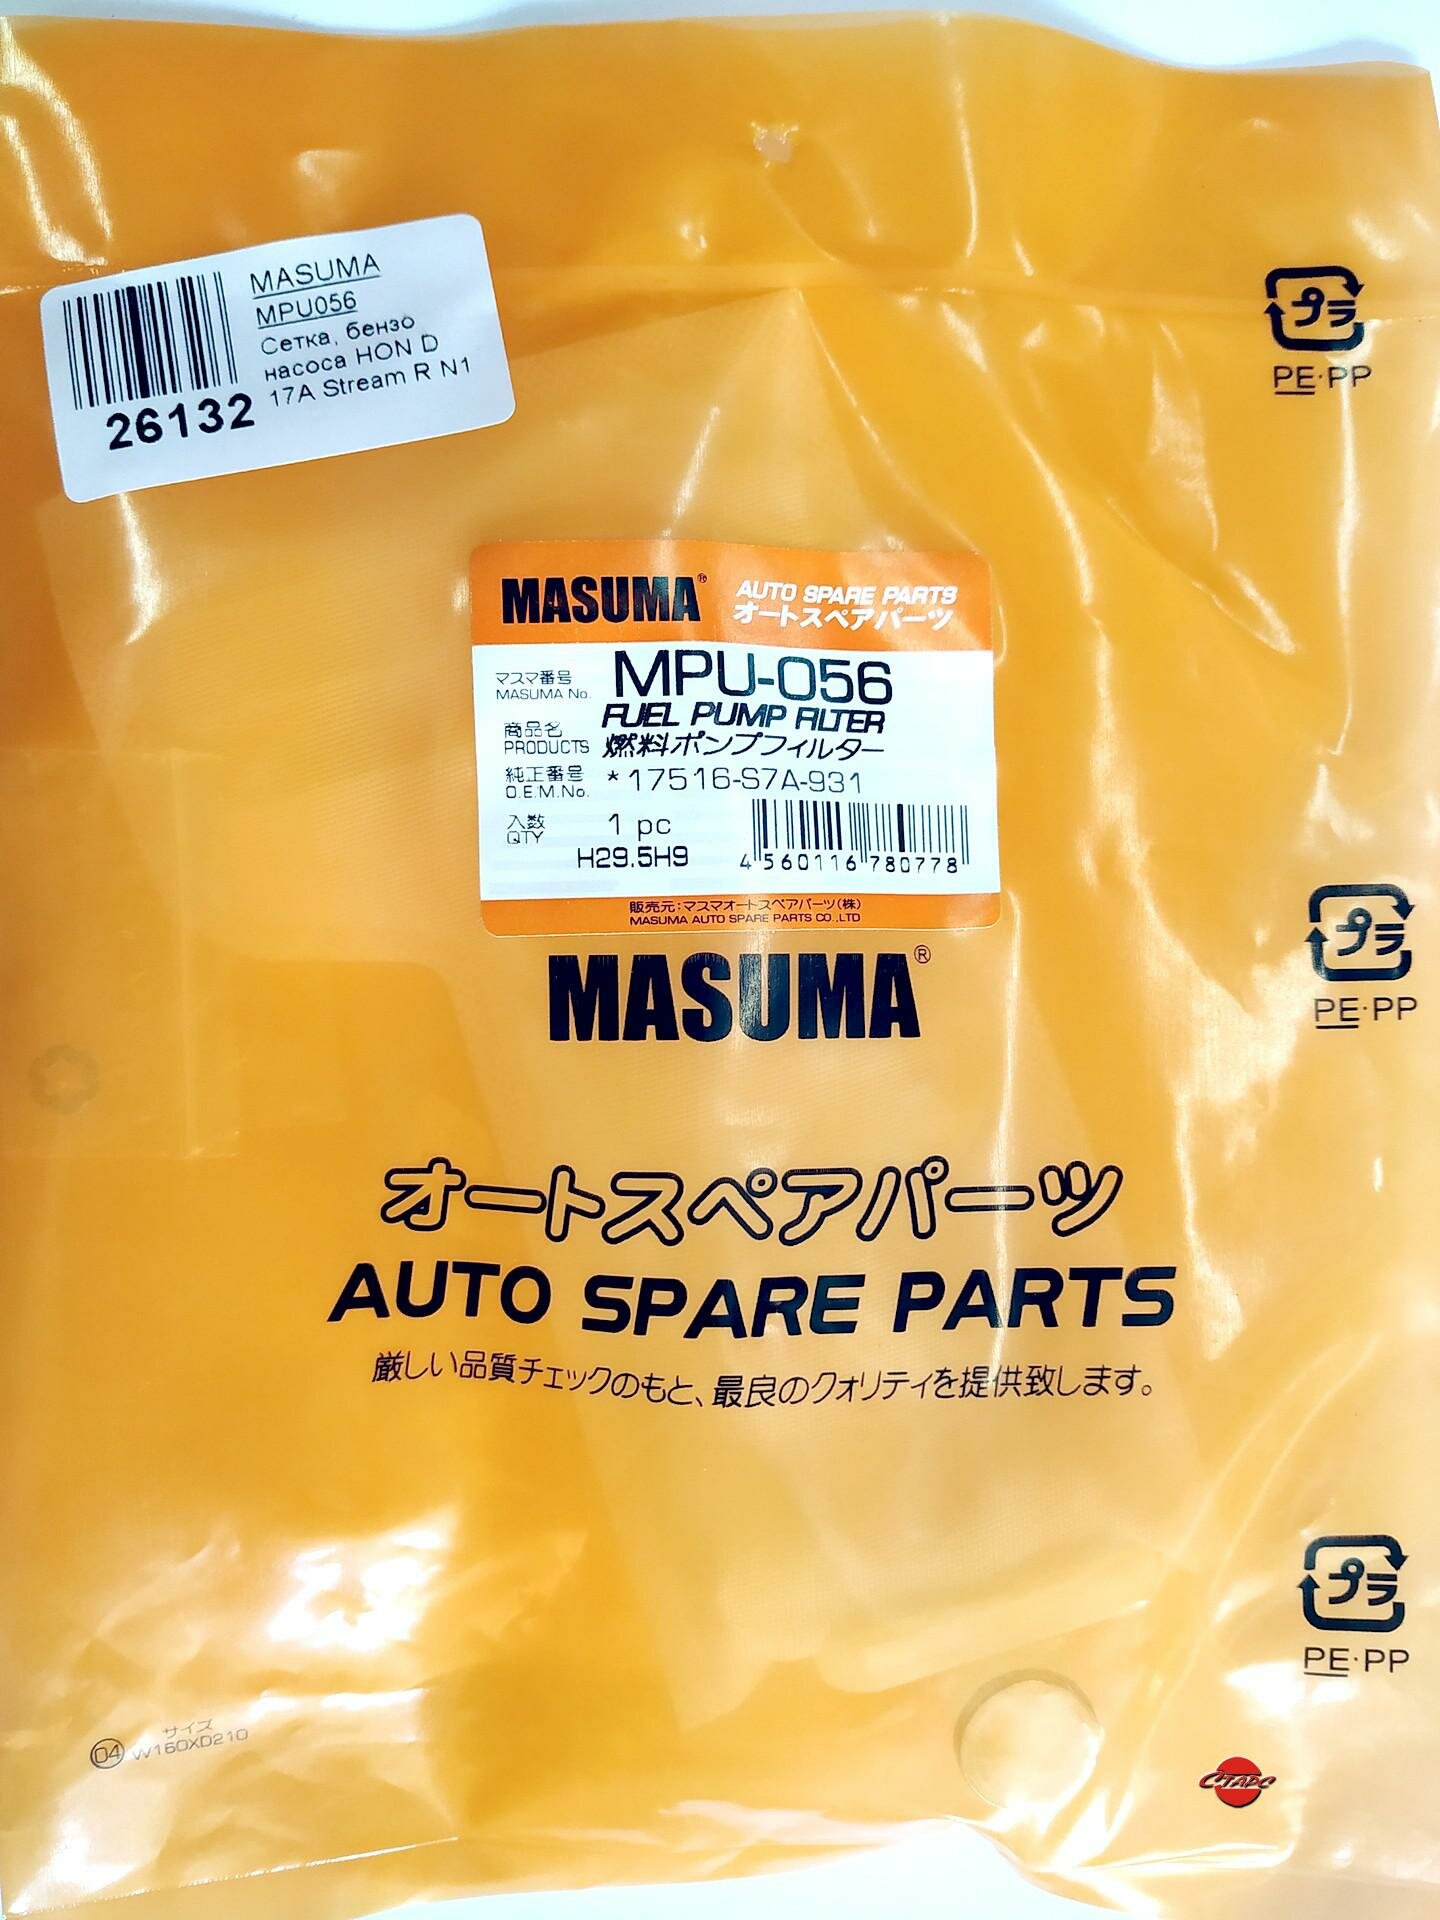 MASUMA
MPU056
Сетка, бензо
насоса HON D
17A Stream R N1
26132
プラ
PE·PP
MASUMA® AUTO SPARE PARTS
オートスペアパーツ
マスマ番号
MASUMA No. MPU-056
FUEL PUMP FILTER
商品名
PRODUCTS 燃料ポンプフィルター
純正番号
O.E.M.No. *17516-S7A-931
入数
QTY 1 pc
H29.5H9
4 560116 780778
販売元:マスマオートスペアパーツ(株)
MASUMA AUTO SPARE PARTS CO.,LTD
MASUMA®
プラ
PE·PP
オートスペアパーツ
AUTO SPARE PARTS
厳しい品質チェックのもと、最良のクォリティを提供致します。
プラ
PE·PP
サイズ
04 W160XD210
СТАРС